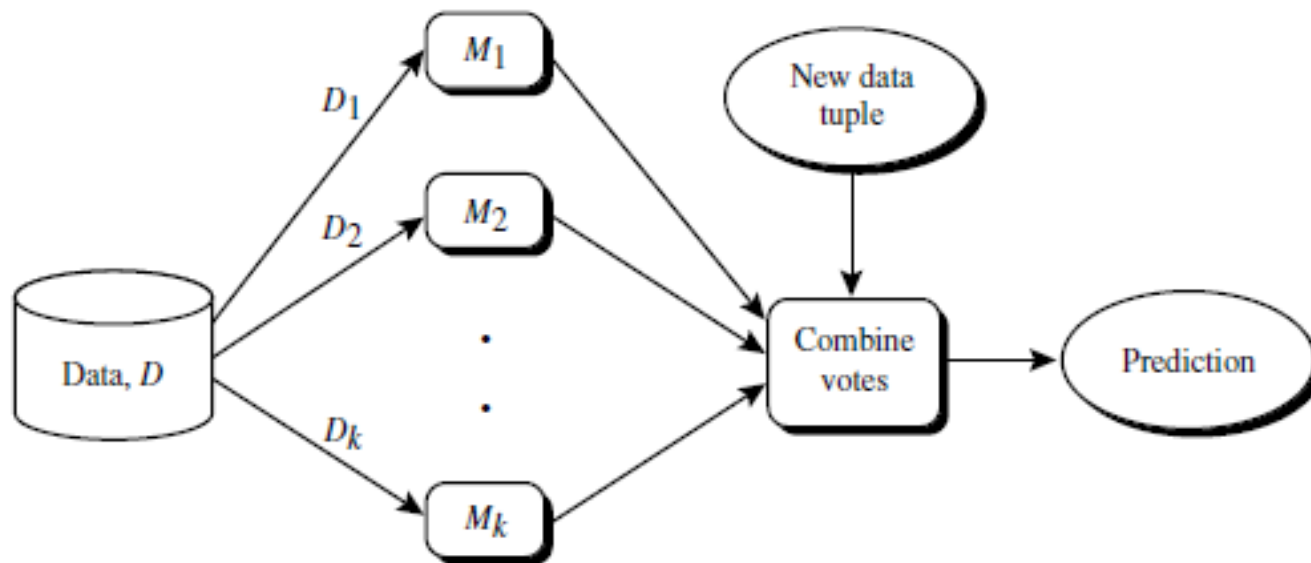 M1
New data
tuple
D1
M2
D2
Data, D
Combine
votes
Prediction
Dk
Mk